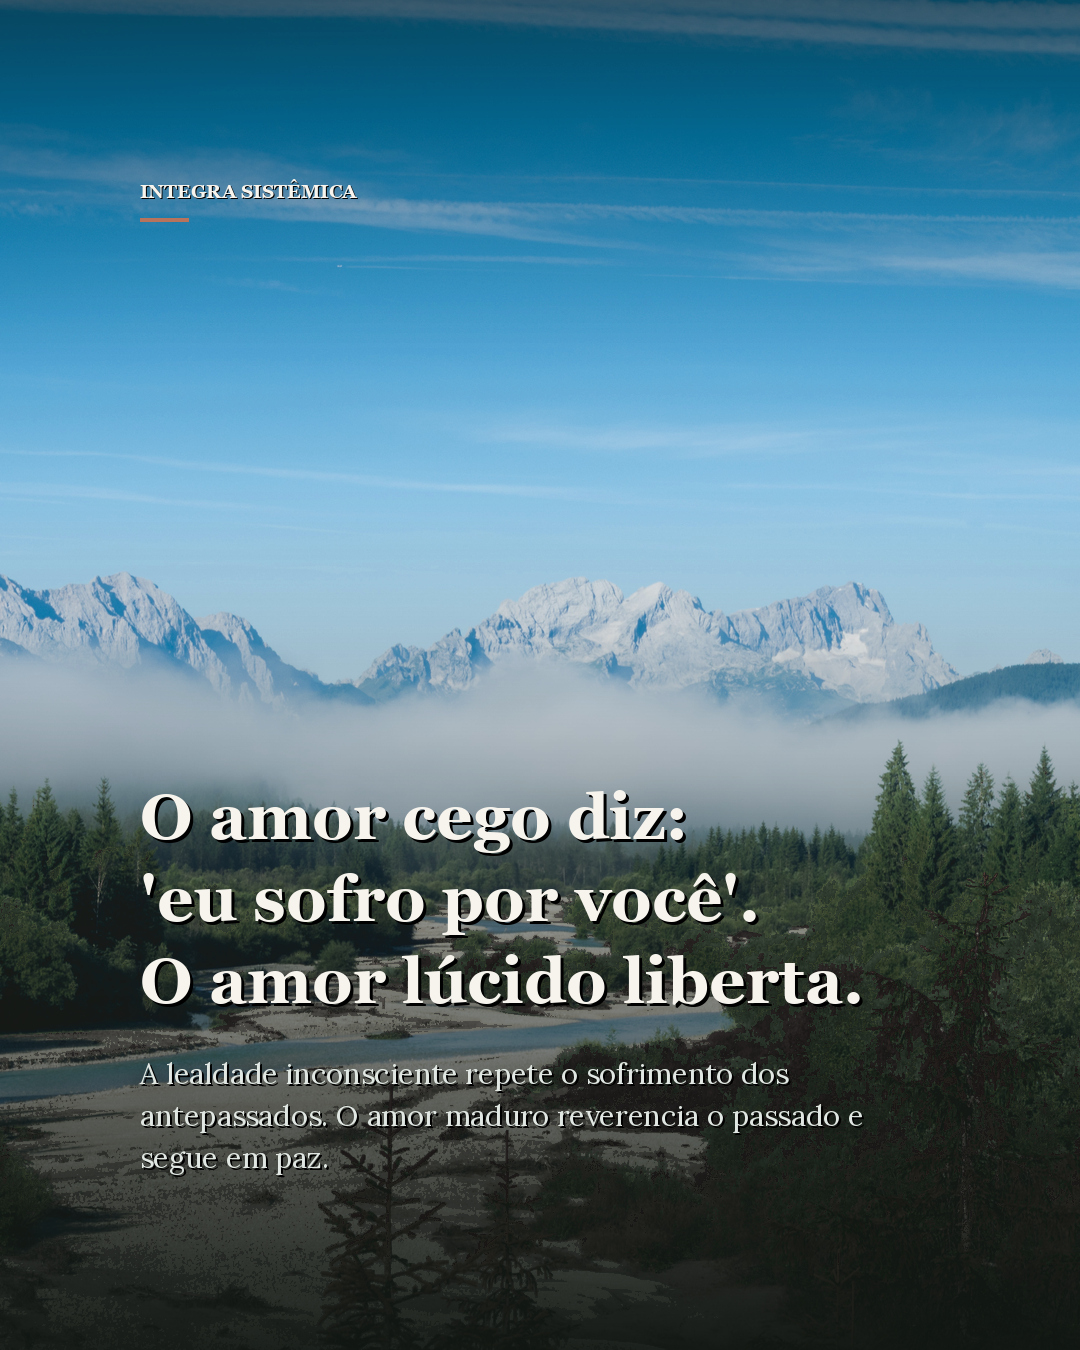 INTEGRA SISTÊMICA
O amor cego diz:
'eu sofro por você'.
O amor lúcido liberta.
A lealdade inconsciente repete o sofrimento dos
antepassados. O amor maduro reverencia o passado e
segue em paz.